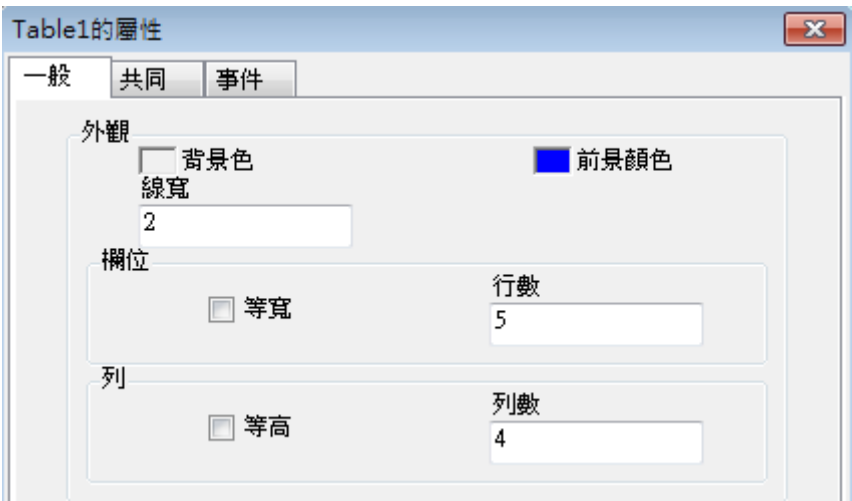 Table1的屬性
一般 共同 事件
外觀
背景色 前景顏色
線寬
2
欄位
等寬
行數
5
列
等高
列數
4